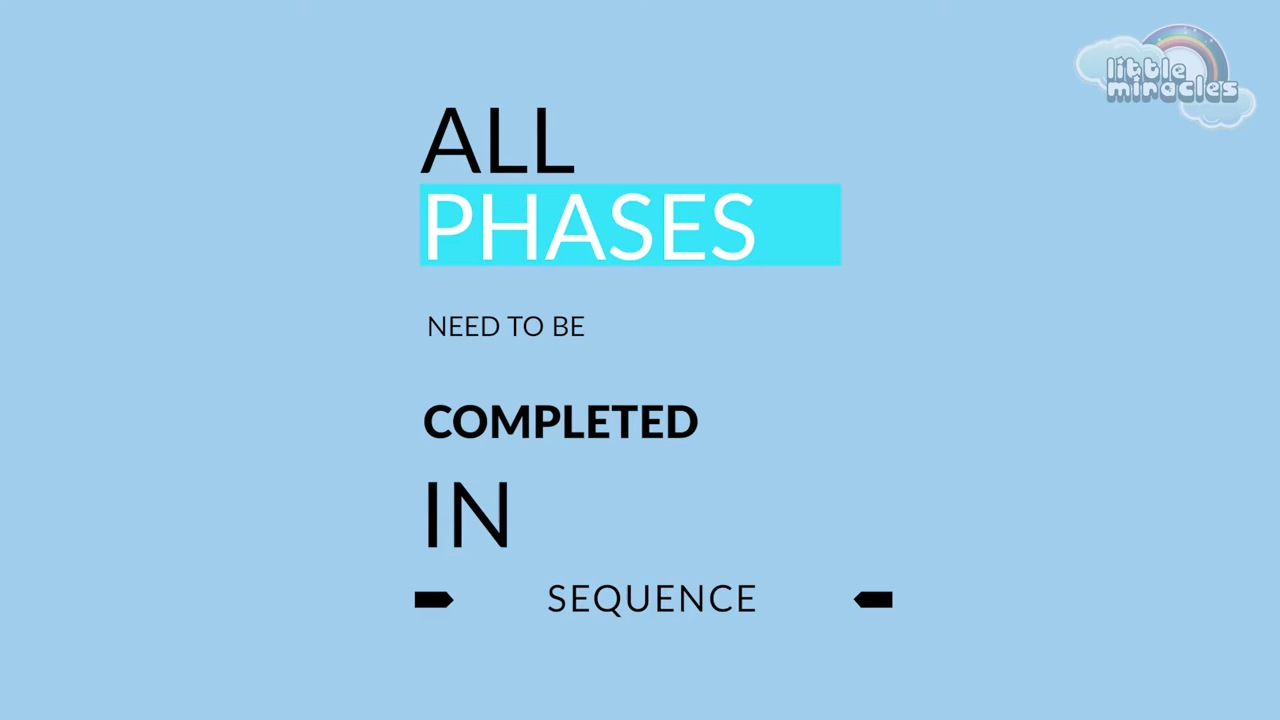 little
miracles
ALL
PHASES
NEED TO BE
COMPLETED
IN
SEQUENCE